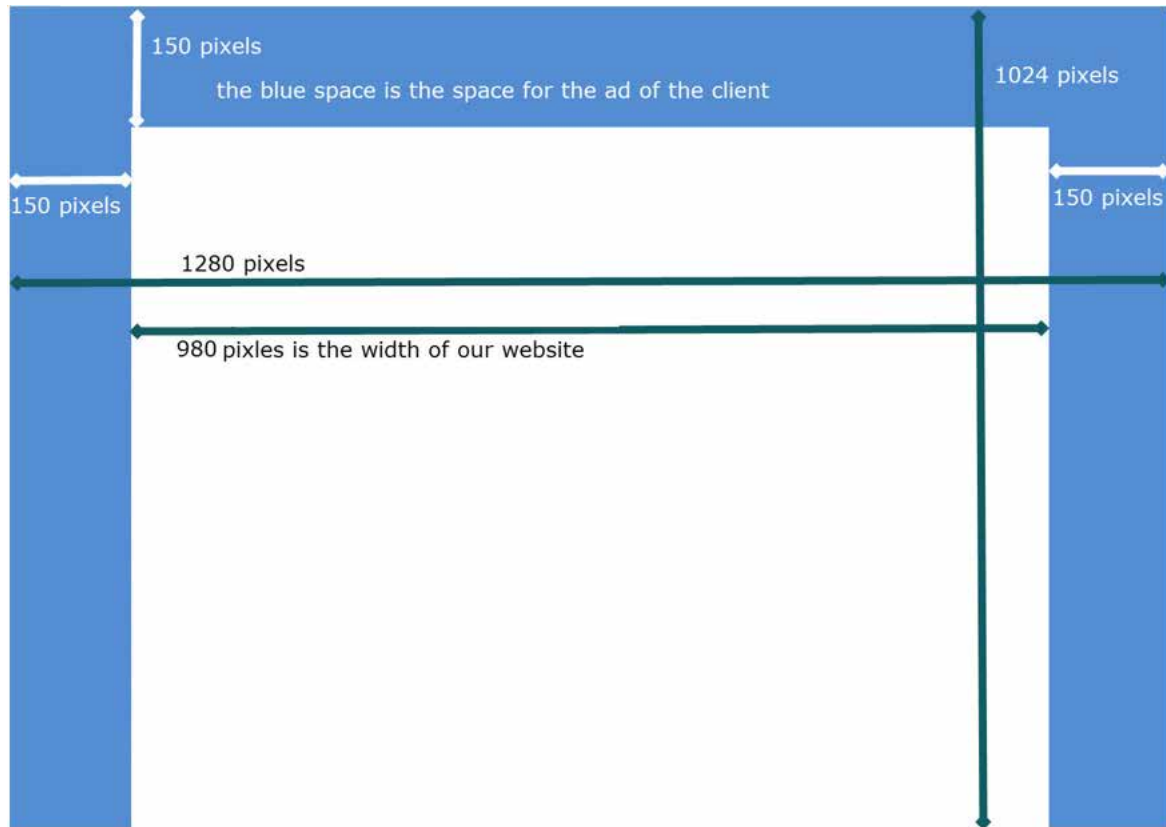 150 pixels
1024 pixels
the blue space is the space for the ad of the client
150 pixels
150 pixels
1280 pixels
980 pixles is the width of our website